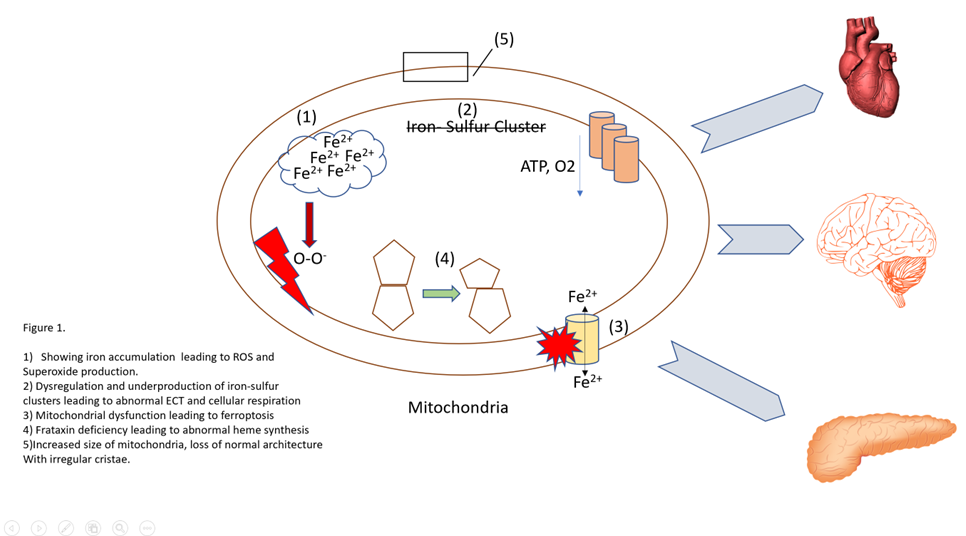 (5)
(1)
(2)
Iron- Sulfur Cluster
Fe²⁺
Fe²⁺ Fe²⁺
Fe²⁺ Fe²⁺
ATP, O2
O-O⁻
(4)
Fe²⁺
(3)
Fe²⁺
Mitochondria
Figure 1.
1) Showing iron accumulation leading to ROS and
Superoxide production.
2) Dysregulation and underproduction of iron-sulfur
clusters leading to abnormal ECT and cellular respiration
3) Mitochondrial dysfunction leading to ferroptosis
4) Frataxin deficiency leading to abnormal heme synthesis
5)Increased size of mitochondria, loss of normal architecture
With irregular cristae.